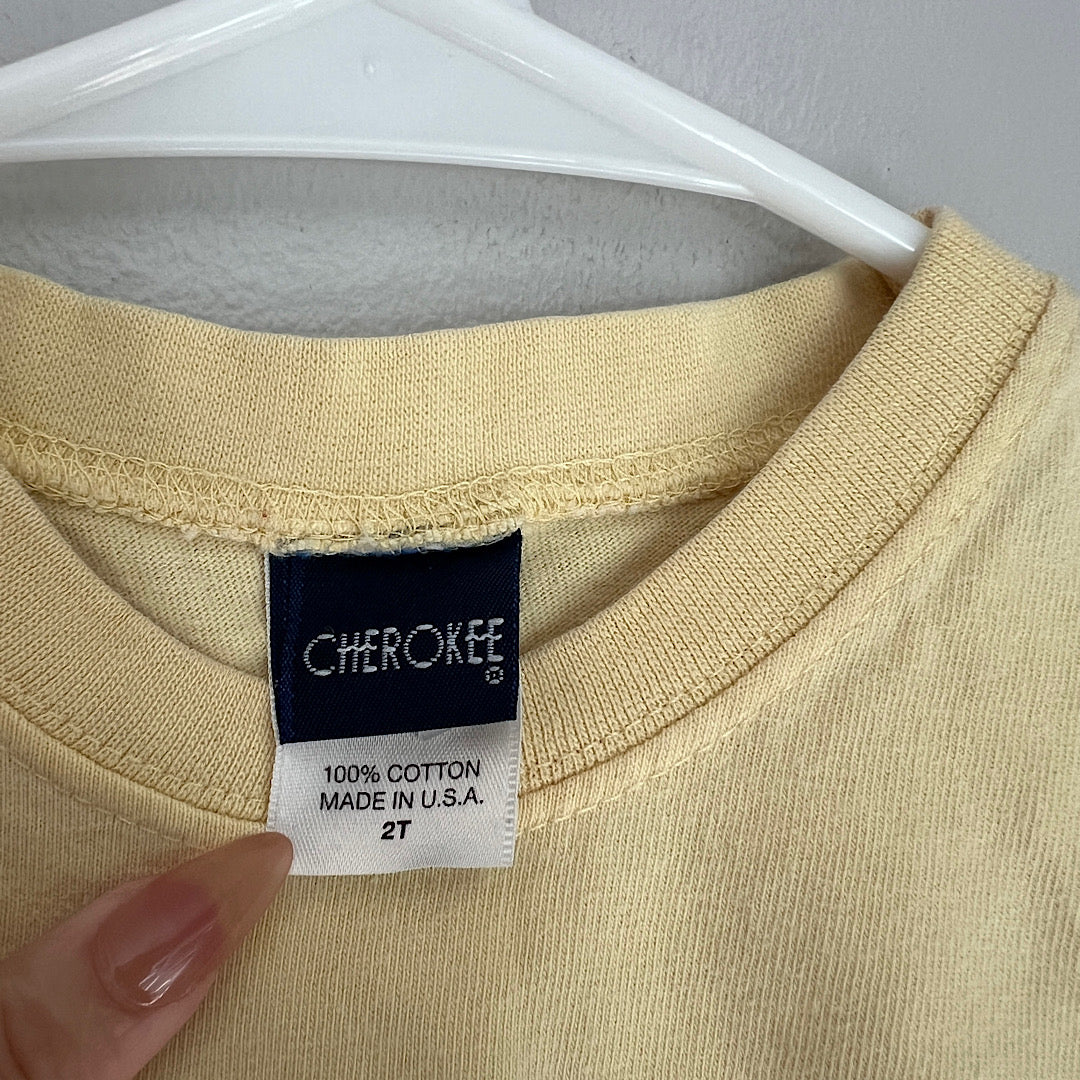 CHEROKEE
®
100% COTTON
MADE IN U.S.A.
2T